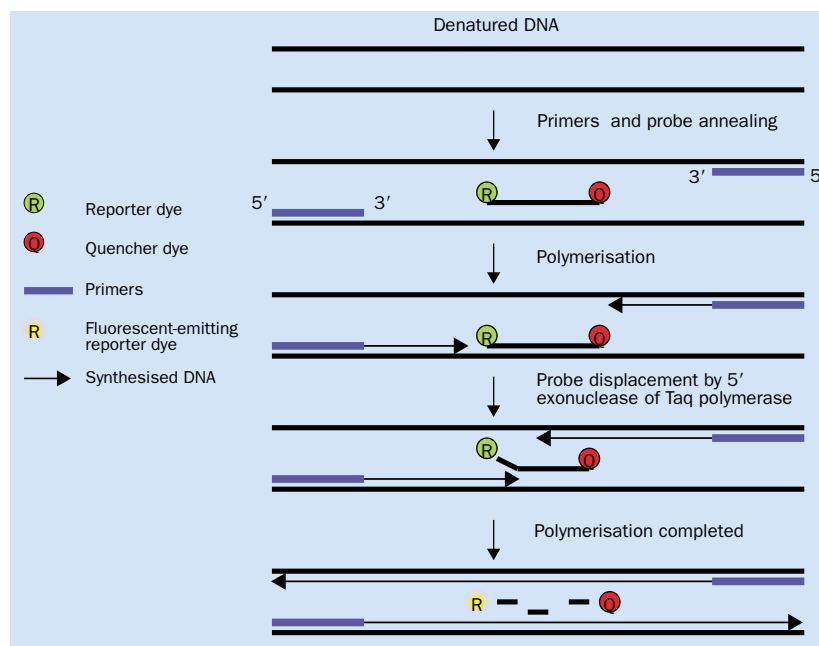 Denatured DNA
Primers and probe annealing
3′
5
R
Q
5′
3′
R
Reporter dye
Q
Quencher dye
Primers
R
Fluorescent-emitting
reporter dye
Synthesised DNA
Polymerisation
R
Q
Probe displacement by 5′
exonuclease of Taq polymerase
R
Q
Polymerisation completed
R
Q